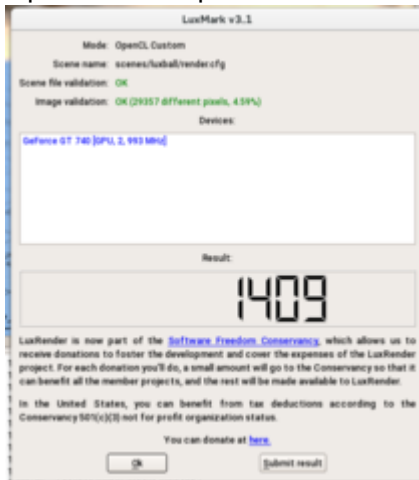 LuxMark v3.1
Mode: OpenCL Custom
Scene name: scenes/luxball/render.cfg
Scene file validation: OK
Image validation: OK (29357 different pixels, 4.59%)
Devices:
GeForce GT 740 [GPU, 2, 993 MHz]
Result:
1409
LuxRender is now part of the Software Freedom Conservancy, which allows us to
receive donations to foster the development and cover the expenses of the LuxRender
project. For each donation you'll do, a small amount will go to the Conservancy so that it
can benefit all the member projects, and the rest will be made available to LuxRender.
In the United States, you can benefit from tax deductions according to the
Conservancy 501(c)(3) not for profit organization status.
You can donate at here.
Ok
Submit result